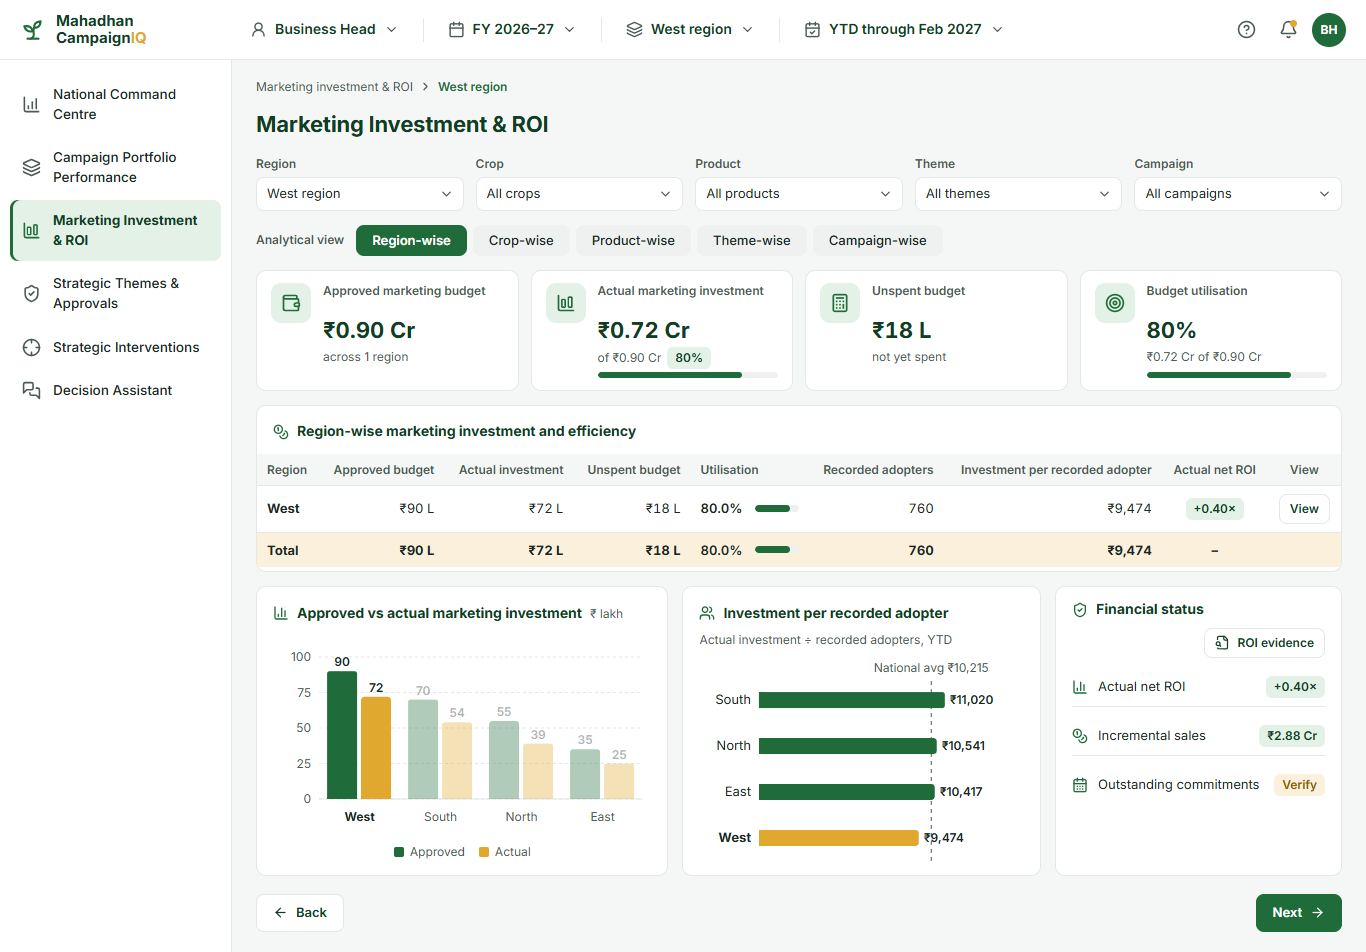 Mahadhan
CampaignIQ
Business Head
FY 2026–27
West region
YTD through Feb 2027
BH
National Command
Centre
Campaign Portfolio
Performance
Marketing Investment
& ROI
Strategic Themes &
Approvals
Strategic Interventions
Decision Assistant
Marketing investment & ROI > West region
Marketing Investment & ROI
Region Crop Product Theme Campaign
West region All crops All products All themes All campaigns
Analytical view Region-wise Crop-wise Product-wise Theme-wise Campaign-wise
Approved marketing budget
₹0.90 Cr
across 1 region
Actual marketing investment
₹0.72 Cr
of ₹0.90 Cr 80%
Unspent budget
₹18 L
not yet spent
Budget utilisation
80%
₹0.72 Cr of ₹0.90 Cr
Region-wise marketing investment and efficiency
Region Approved budget Actual investment Unspent budget Utilisation Recorded adopters Investment per recorded adopter Actual net ROI View
West ₹90 L ₹72 L ₹18 L 80.0% 760 ₹9,474 +0.40× View
Total ₹90 L ₹72 L ₹18 L 80.0% 760 ₹9,474 –
Approved vs actual marketing investment ₹ lakh
100
75
50
25
0
90
72
70
54
55
39
35
25
West South North East
Approved Actual
Investment per recorded adopter
Actual investment ÷ recorded adopters, YTD
National avg ₹10,215
South ₹11,020
North ₹10,541
East ₹10,417
West ₹9,474
Financial status
ROI evidence
Actual net ROI +0.40×
Incremental sales ₹2.88 Cr
Outstanding commitments Verify
Back
Next